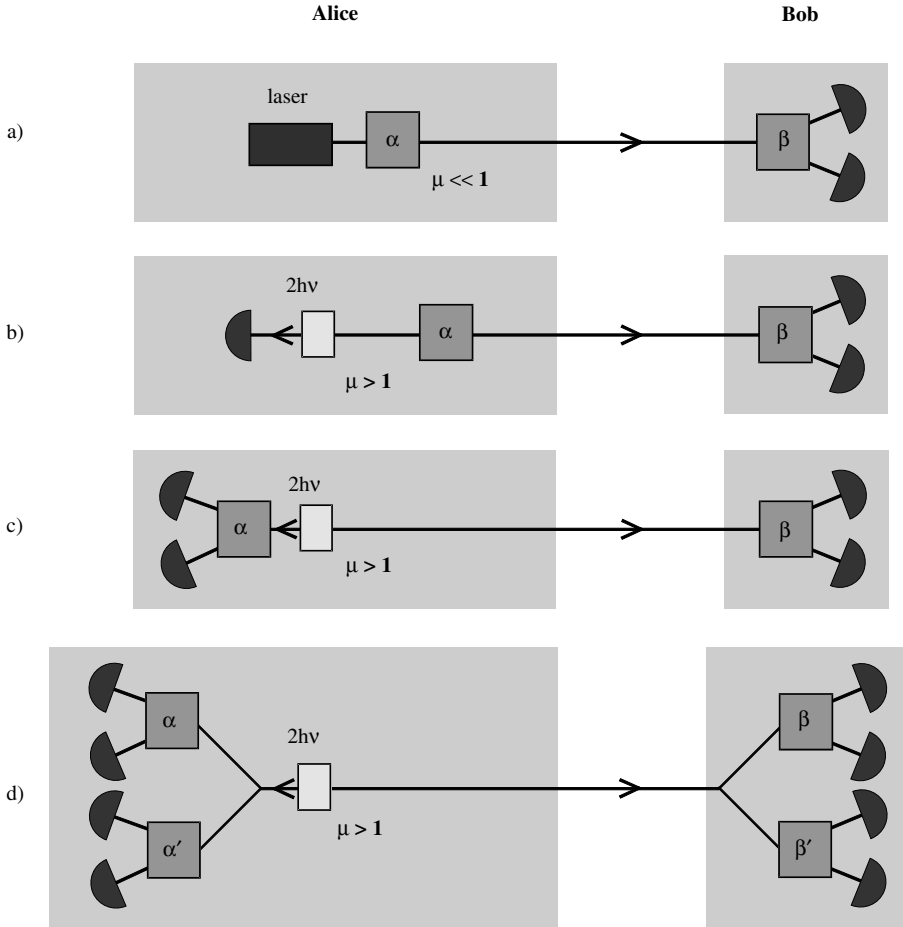 Alice Bob
a)
laser
α
μ << 1
β
b)
2hν
α
μ > 1
β
c)
2hν
α
μ > 1
β
d)
α
2hν
μ > 1
α′
β
β′